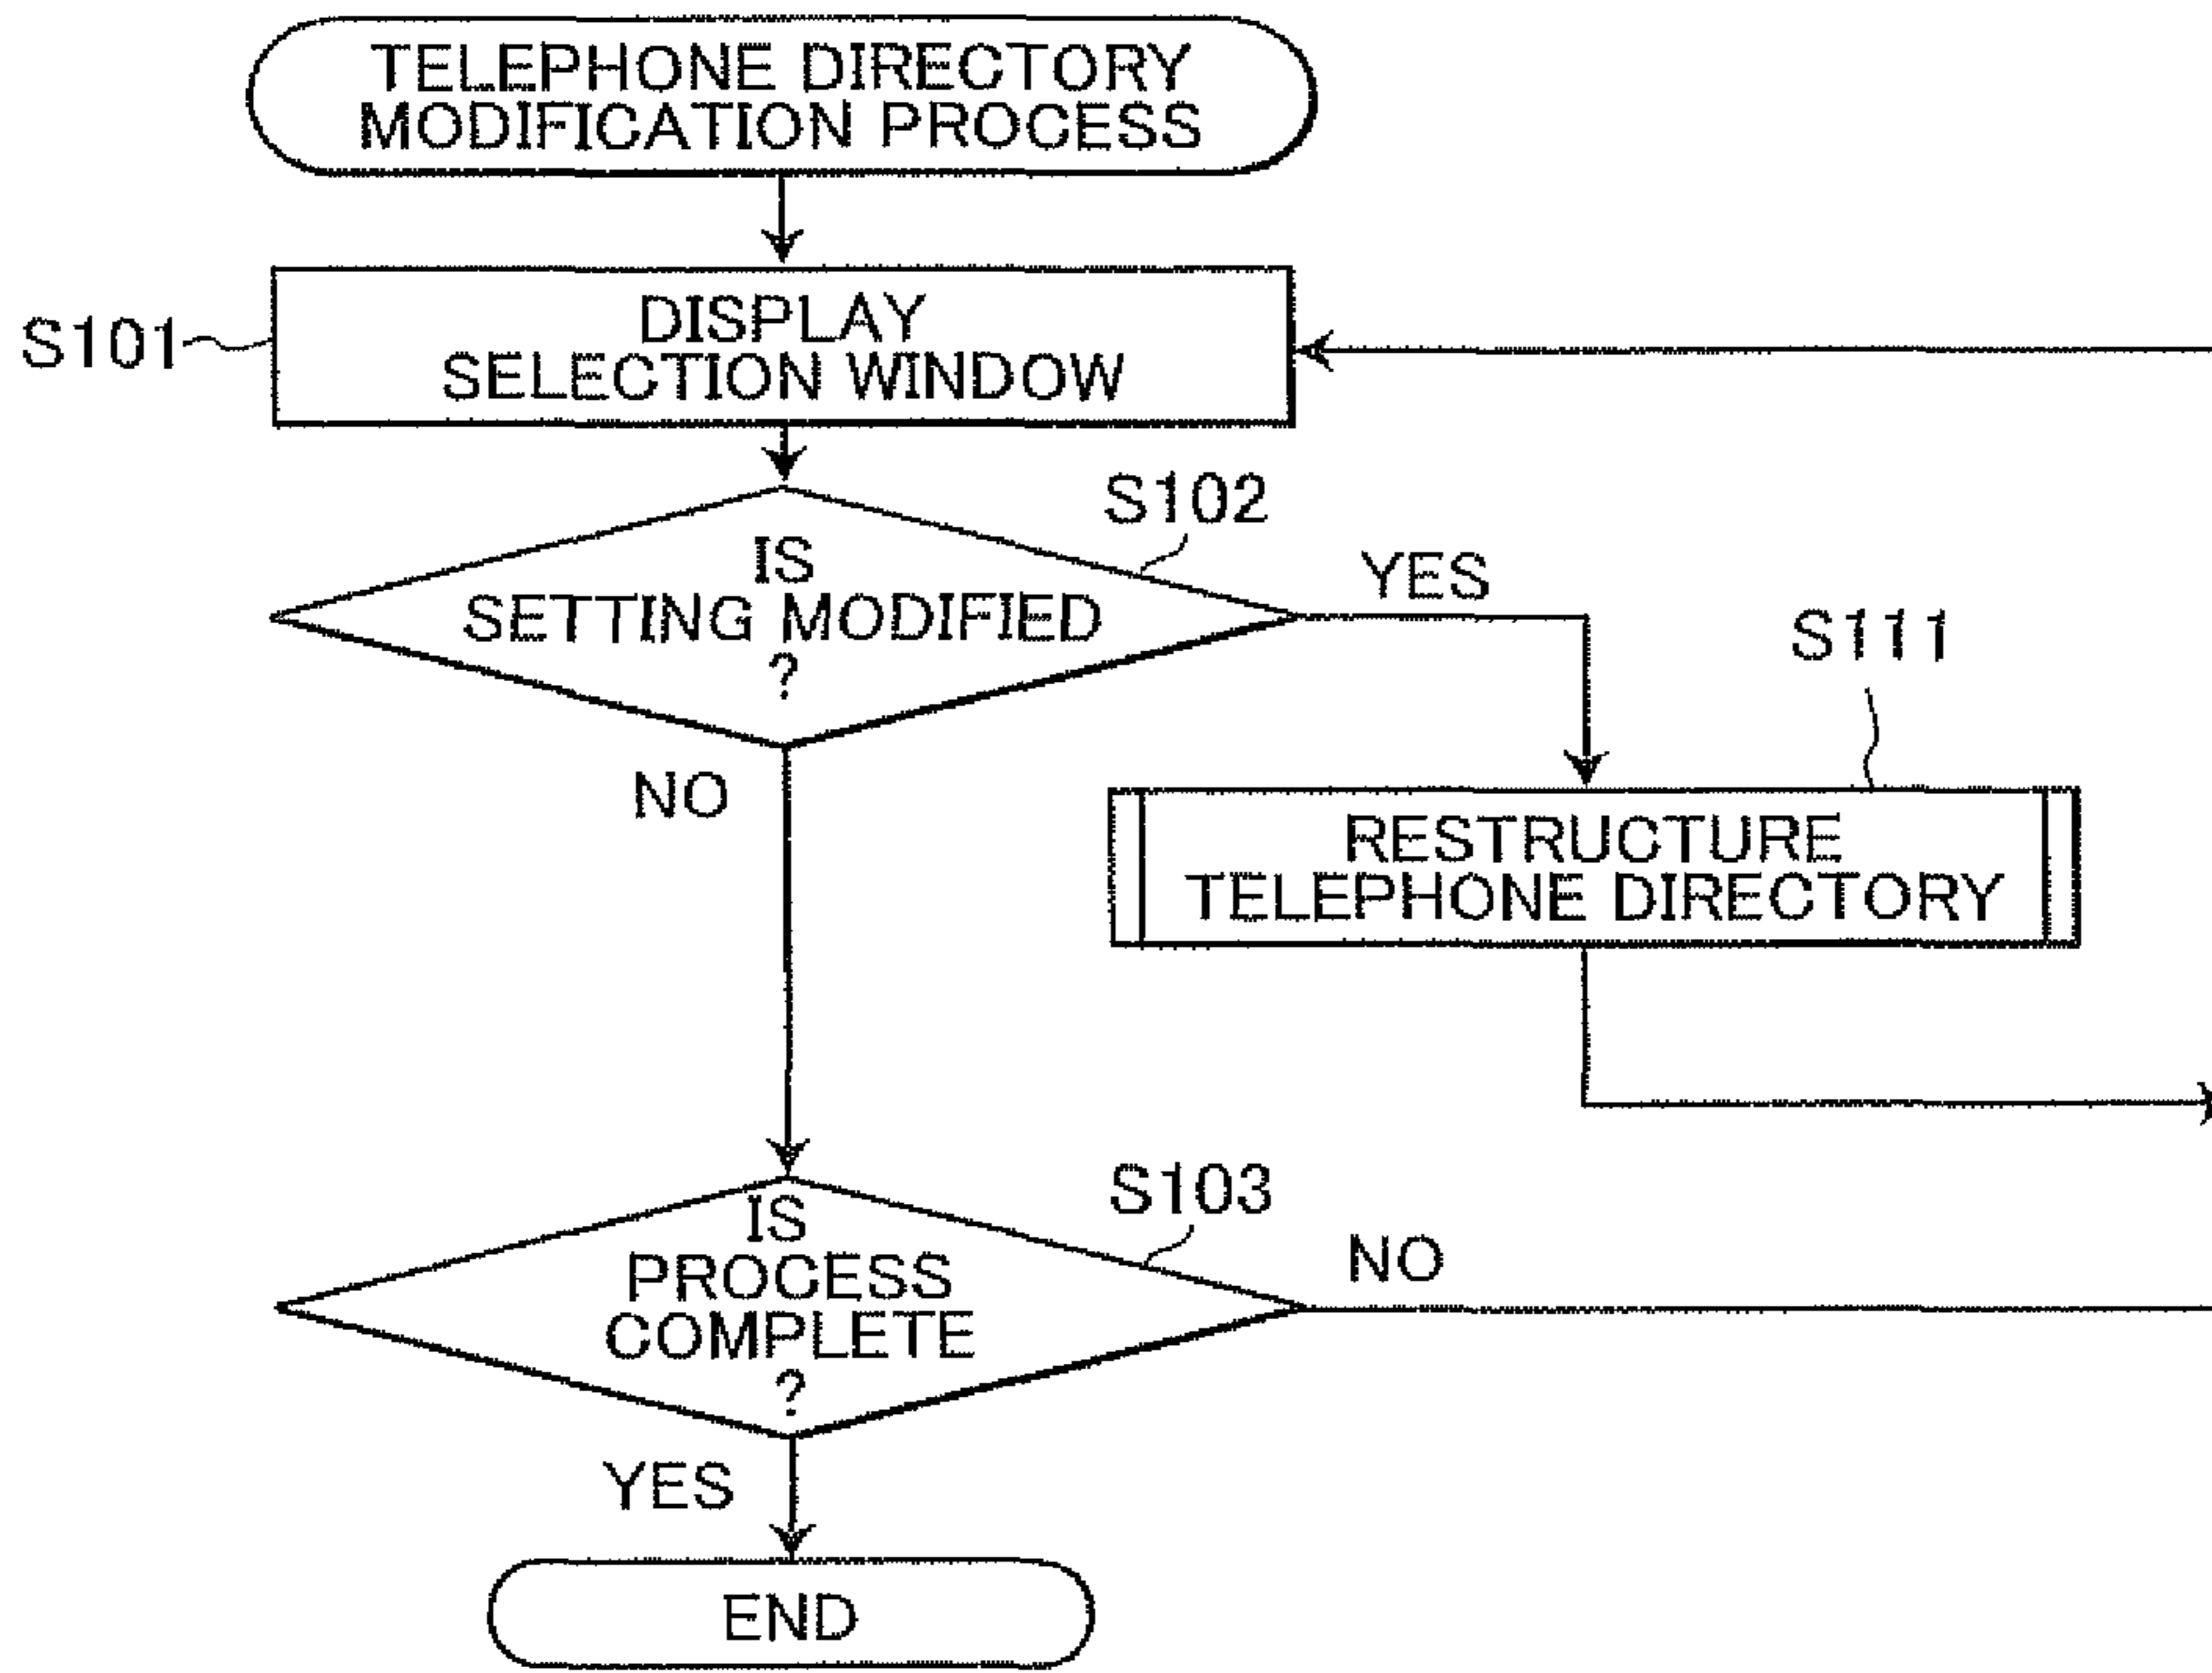 TELEPHONE DIRECTORY
MODIFICATION PROCESS
S101
DISPLAY
SELECTION WINDOW
S102
IS
SETTING MODIFIED
?
YES
S111
NO
RESTRUCTURE
TELEPHONE DIRECTORY
S103
IS
PROCESS
COMPLETE
?
NO
YES
END